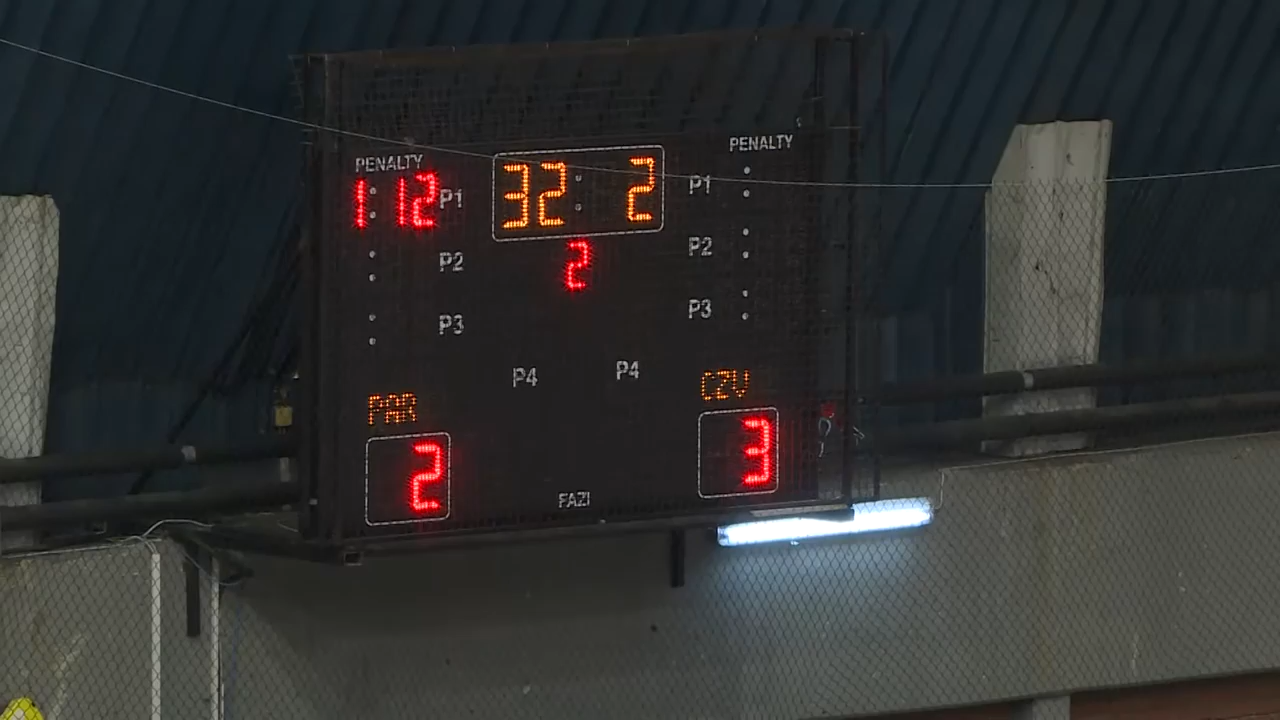 PENALTY PENALTY
1:12 P1 32: 2 P1
P2 2 P2
P3 P3
P4 P4
PAR CZV
2 3
FAZI